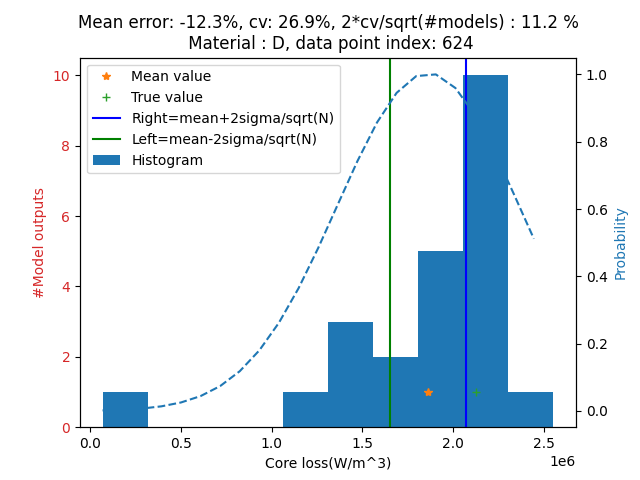 Mean error: -12.3%, cv: 26.9%, 2*cv/sqrt(#models) : 11.2 %
Material : D, data point index: 624
Mean value
True value
Right=mean+2sigma/sqrt(N)
Left=mean-2sigma/sqrt(N)
Histogram
#Model outputs
10
8
6
4
2
0
Probability
1.0
0.8
0.6
0.4
0.2
0.0
0.0 0.5 1.0 1.5 2.0 2.5
1e6
Core loss(W/m^3)